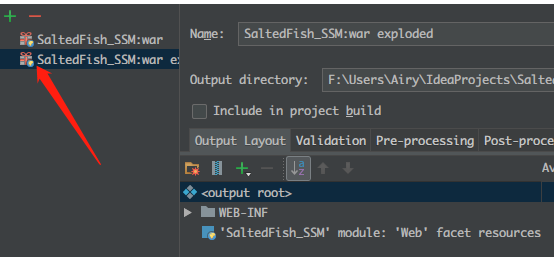 SaltedFish_SSM:war
SaltedFish_SSM:war ex
Name: SaltedFish_SSM:war exploded
Output directory: F:\Users\Airy\IdeaProjects\Salted
Include in project build
Output Layout Validation Pre-processing Post-proce
Av
<output root>
WEB-INF
'SaltedFish_SSM' module: 'Web' facet resources